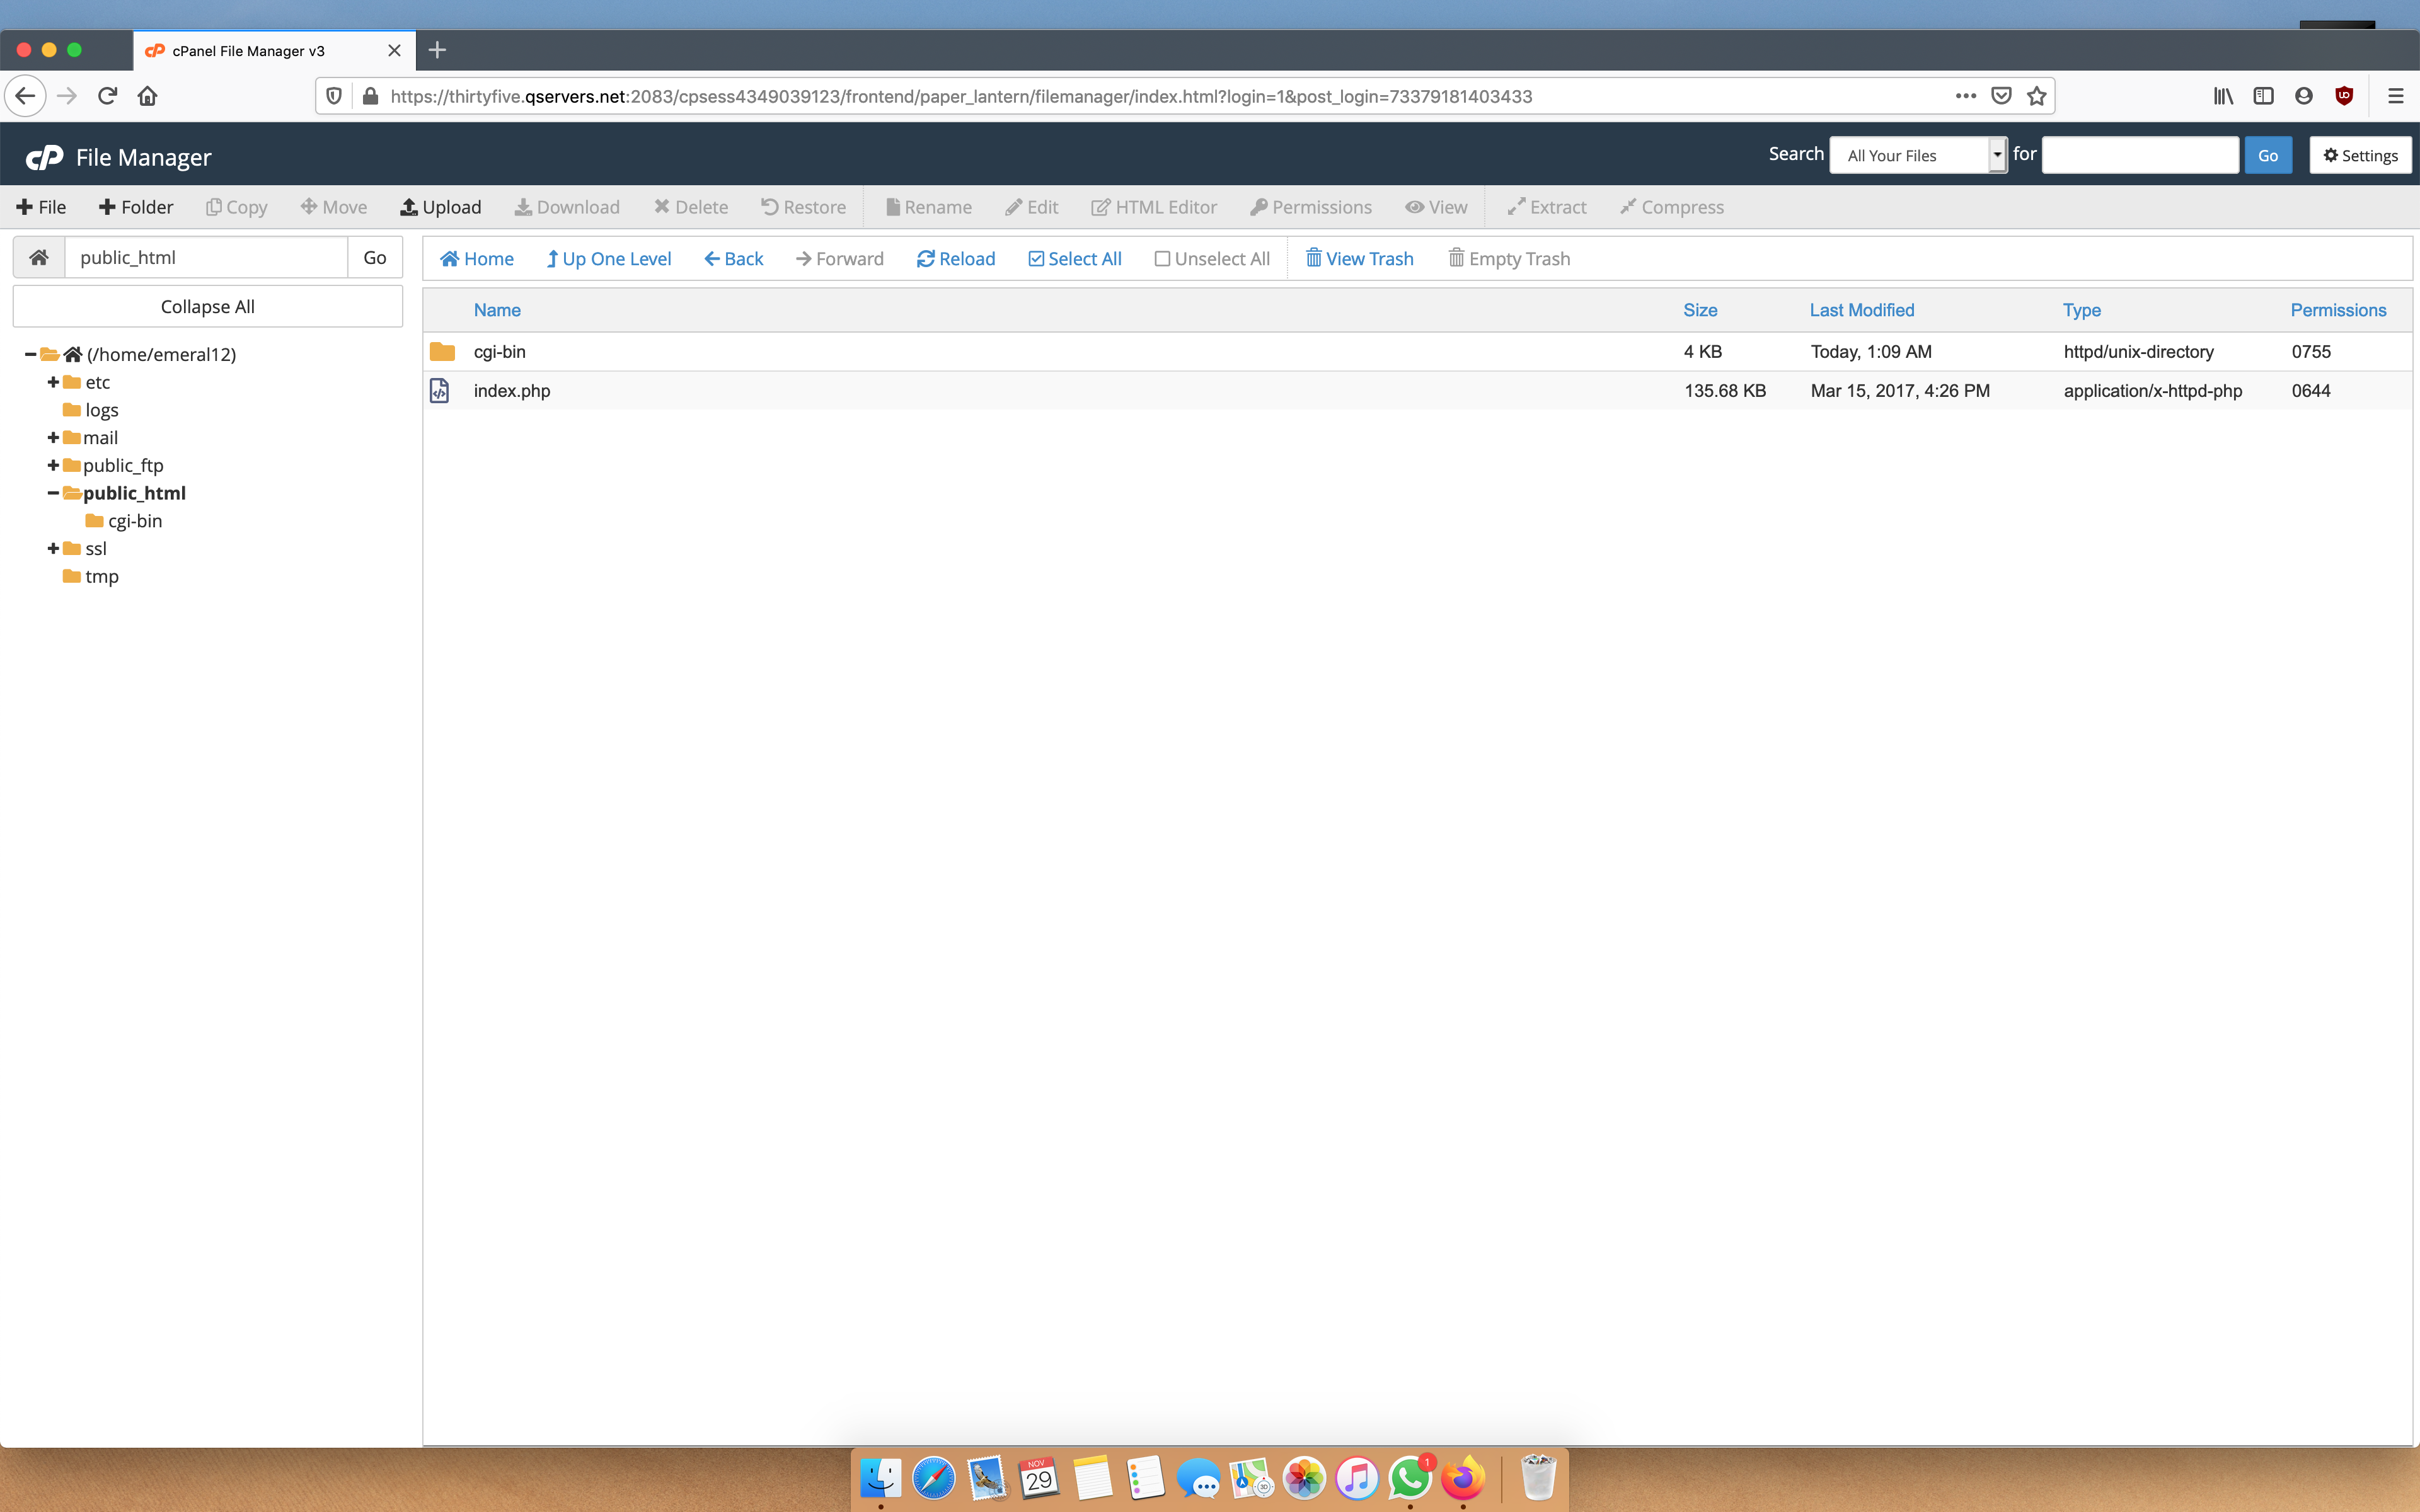 cPanel File Manager v3
https://thirtyfive.qservers.net:2083/cpsess4349039123/frontend/paper_lantern/filemanager/index.html?login=1&post_login=73379181403433
cP File Manager
Search All Your Files for Go Settings
File Folder Copy Move Upload Download Delete Restore Rename Edit HTML Editor Permissions View Extract Compress
public_html Go
Home Up One Level Back Forward Reload Select All Unselect All View Trash Empty Trash
Collapse All
Name Size Last Modified Type Permissions
cgi-bin 4 KB Today, 1:09 AM httpd/unix-directory 0755
index.php 135.68 KB Mar 15, 2017, 4:26 PM application/x-httpd-php 0644
(/home/emeral12)
etc
logs
mail
public_ftp
public_html
cgi-bin
ssl
tmp
NOV
29
3D
1